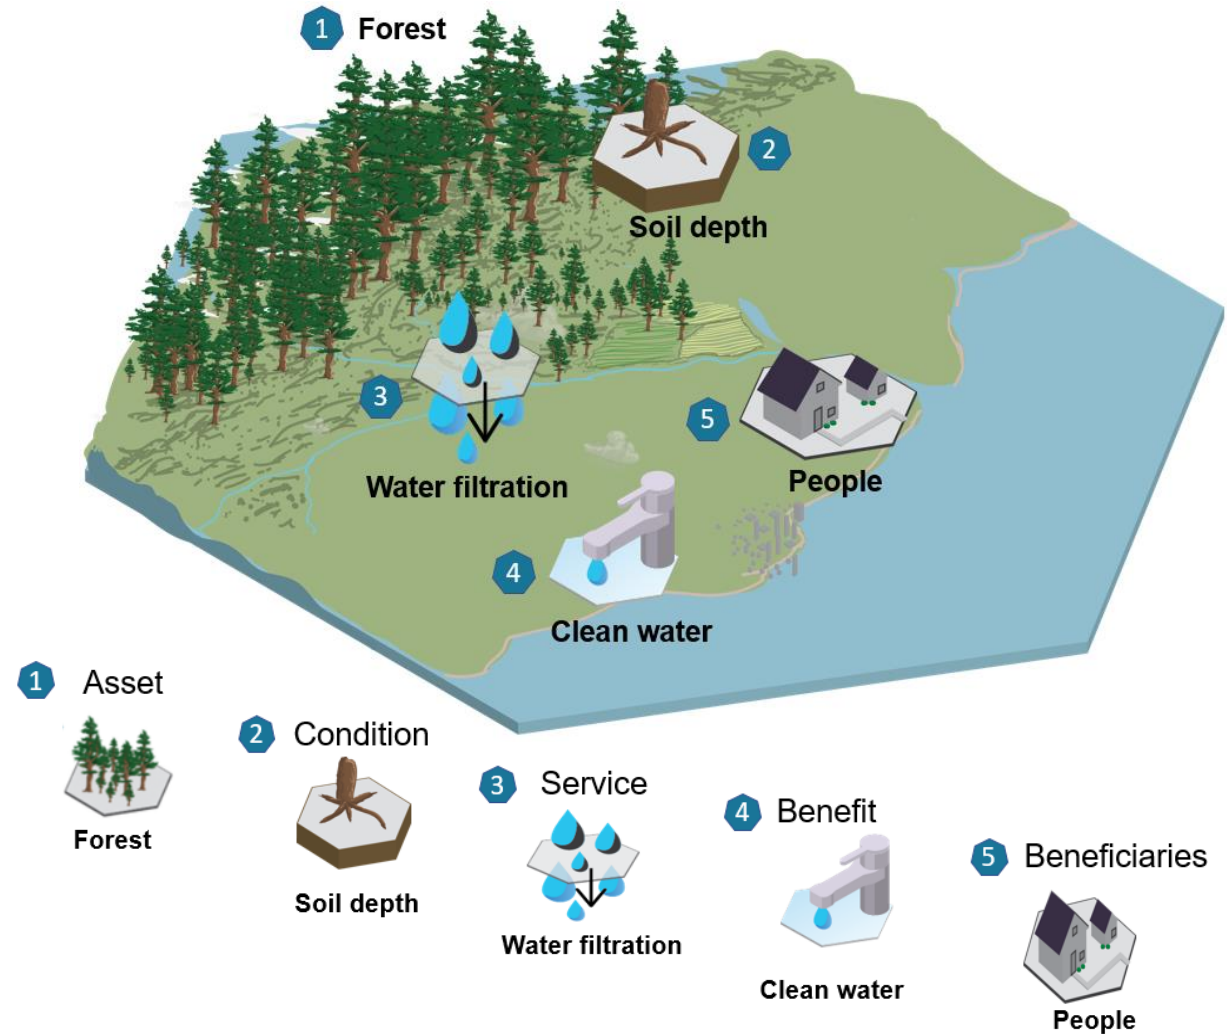 1 Forest
2
Soil depth
3
Water filtration
5
People
4
Clean water
1 Asset
Forest
2 Condition
Soil depth
3 Service
Water filtration
4 Benefit
Clean water
5 Beneficiaries
People